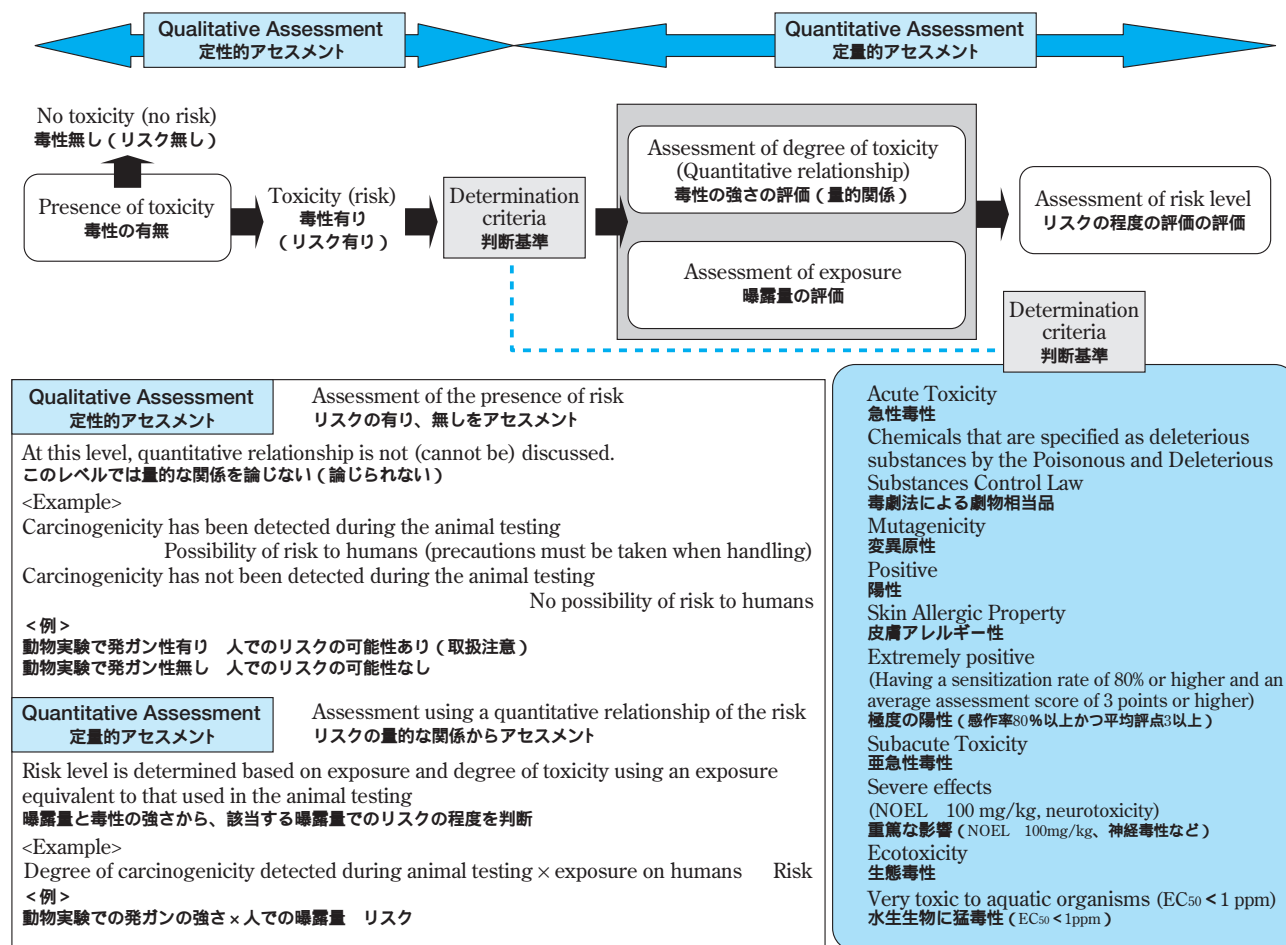 Qualitative Assessment
定性的アセスメント
Quantitative Assessment
定量的アセスメント
No toxicity (no risk)
毒性無し（リスク無し）
Presence of toxicity
毒性の有無
Toxicity (risk)
毒性有り
（リスク有り）
Determination
criteria
判断基準
Assessment of degree of toxicity
(Quantitative relationship)
毒性の強さの評価（量的関係）
Assessment of exposure
曝露量の評価
Assessment of risk level
リスクの程度の評価の評価
Determination
criteria
判断基準
Qualitative Assessment
定性的アセスメント
Assessment of the presence of risk
リスクの有り、無しをアセスメント
At this level, quantitative relationship is not (cannot be) discussed.
このレベルでは量的な関係を論じない（論じられない）
<Example>
Carcinogenicity has been detected during the animal testing
Possibility of risk to humans (precautions must be taken when handling)
Carcinogenicity has not been detected during the animal testing
No possibility of risk to humans
＜例＞
動物実験で発ガン性有り　人でのリスクの可能性あり（取扱注意）
動物実験で発ガン性無し　人でのリスクの可能性なし
Quantitative Assessment
定量的アセスメント
Assessment using a quantitative relationship of the risk
リスクの量的な関係からアセスメント
Risk level is determined based on exposure and degree of toxicity using an exposure
equivalent to that used in the animal testing
曝露量と毒性の強さから、該当する曝露量でのリスクの程度を判断
<Example>
Degree of carcinogenicity detected during animal testing × exposure on humans　Risk
＜例＞
動物実験での発ガンの強さ×人での曝露量　リスク
Acute Toxicity
急性毒性
Chemicals that are specified as deleterious
substances by the Poisonous and Deleterious
Substances Control Law
毒劇法による劇物相当品
Mutagenicity
変異原性
Positive
陽性
Skin Allergic Property
皮膚アレルギー性
Extremely positive
(Having a sensitization rate of 80% or higher and an
average assessment score of 3 points or higher)
極度の陽性（感作率80％以上かつ平均評点3以上）
Subacute Toxicity
亜急性毒性
Severe effects
(NOEL　100 mg/kg, neurotoxicity)
重篤な影響（NOEL　100mg/kg、神経毒性など）
Ecotoxicity
生態毒性
Very toxic to aquatic organisms (EC50 < 1 ppm)
水生生物に猛毒性（EC50 < 1ppm）